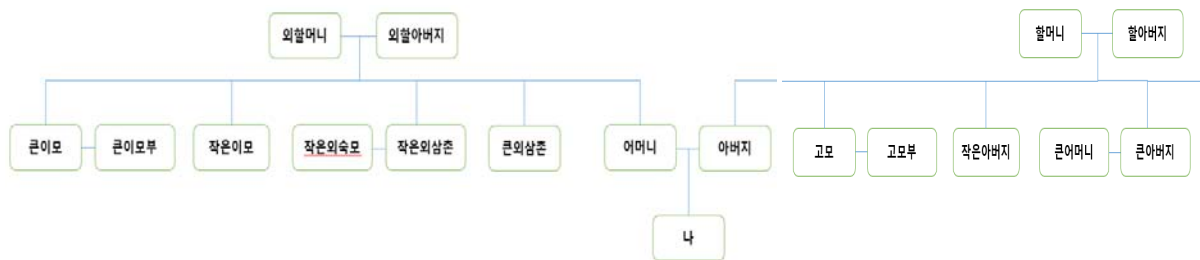 외할머니
외할아버지
할머니
할아버지
큰이모
큰이모부
작은이모
작은외숙모
작은외삼촌
큰외삼촌
어머니
아버지
고모
고모부
작은아버지
큰어머니
큰아버지
나